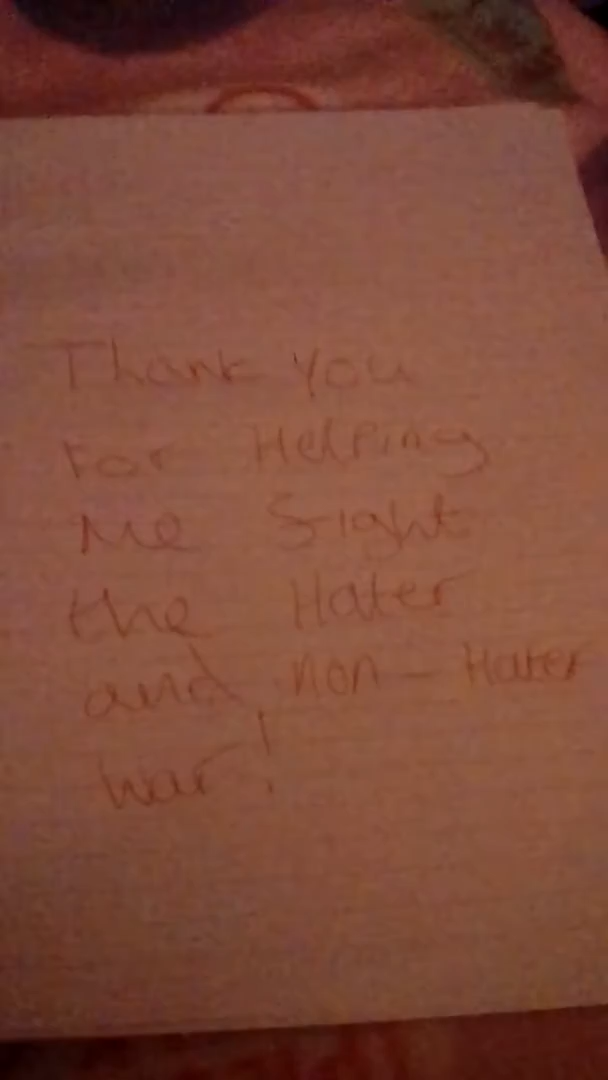 Thank you
For Helping
Me Fight
the Hater
and non-Hater
war!